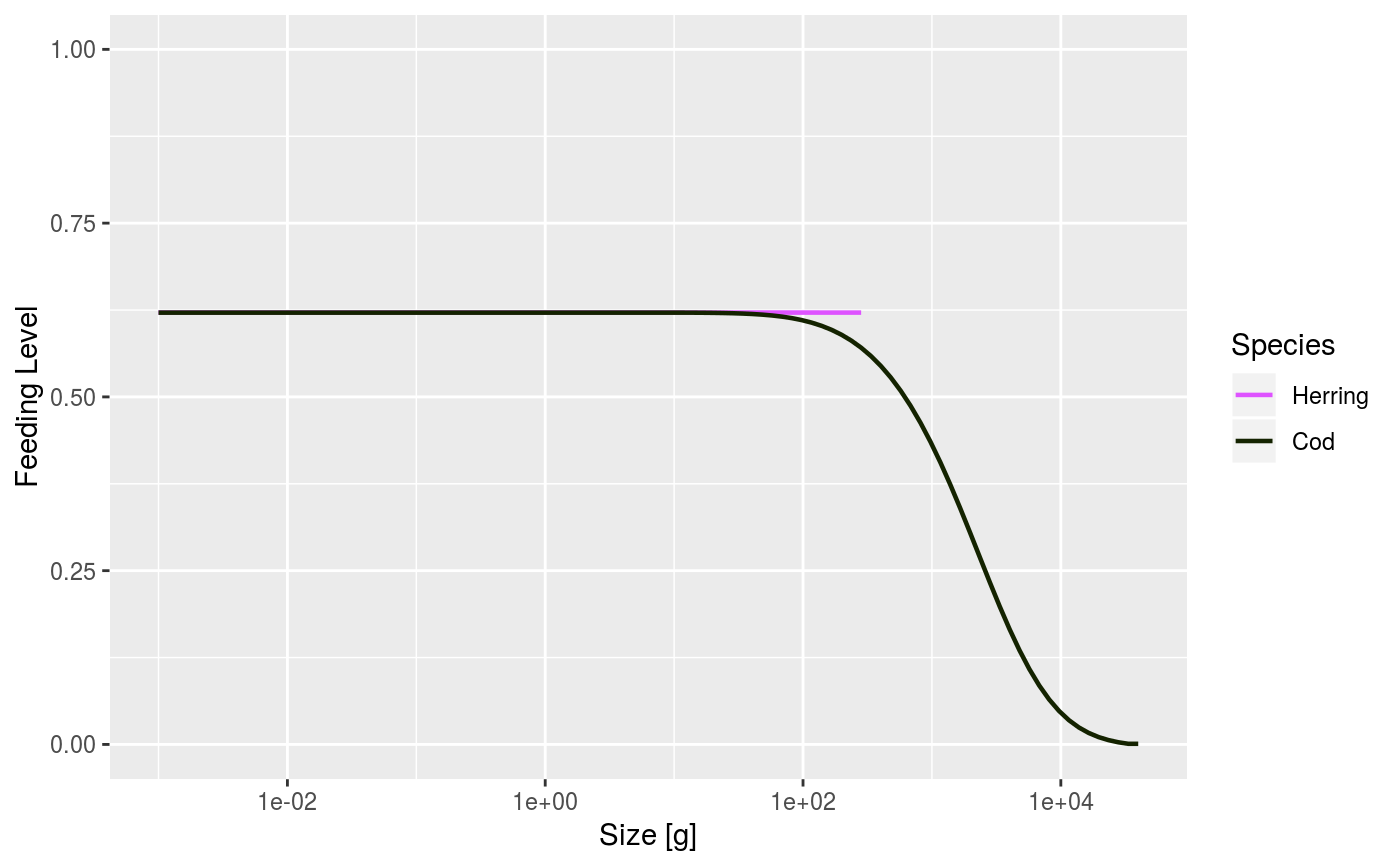 1.00
0.75
0.50
0.25
0.00
Feeding Level
1e-02 1e+00 1e+02 1e+04
Size [g]
Species
Herring
Cod